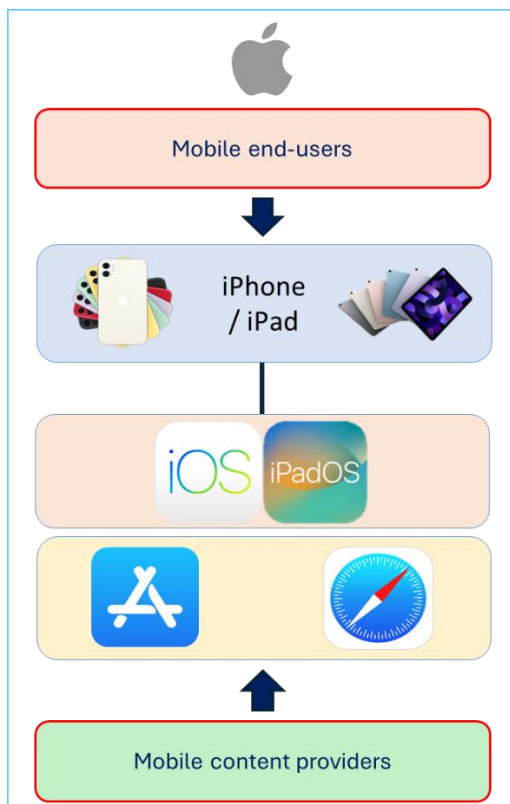 Mobile end-users
iPhone
/ iPad
iOS
iPadOS
Mobile content providers